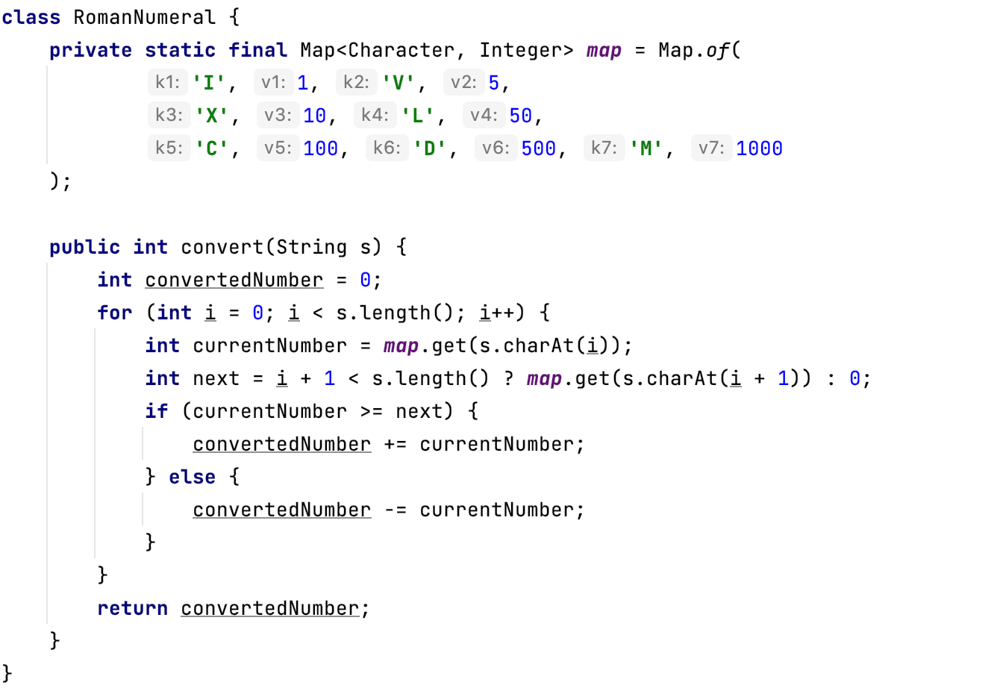 class RomanNumeral {
    private static final Map<Character, Integer> map = Map.of(
            k1: 'I', v1: 1, k2: 'V', v2: 5,
            k3: 'X', v3: 10, k4: 'L', v4: 50,
            k5: 'C', v5: 100, k6: 'D', v6: 500, k7: 'M', v7: 1000
    );

    public int convert(String s) {
        int convertedNumber = 0;
        for (int i = 0; i < s.length(); i++) {
            int currentNumber = map.get(s.charAt(i));
            int next = i + 1 < s.length() ? map.get(s.charAt(i + 1)) : 0;
            if (currentNumber >= next) {
                convertedNumber += currentNumber;
            } else {
                convertedNumber -= currentNumber;
            }
        }
        return convertedNumber;
    }
}